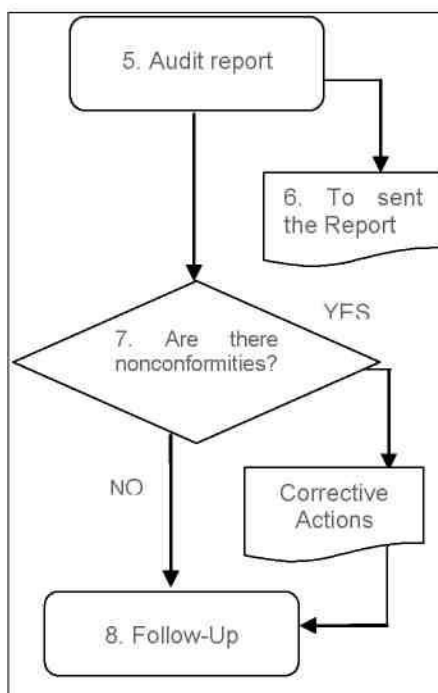 5. Audit report
6. To sent
the Report
YES
7. Are there
nonconformities?
NO
Corrective
Actions
8. Follow-Up